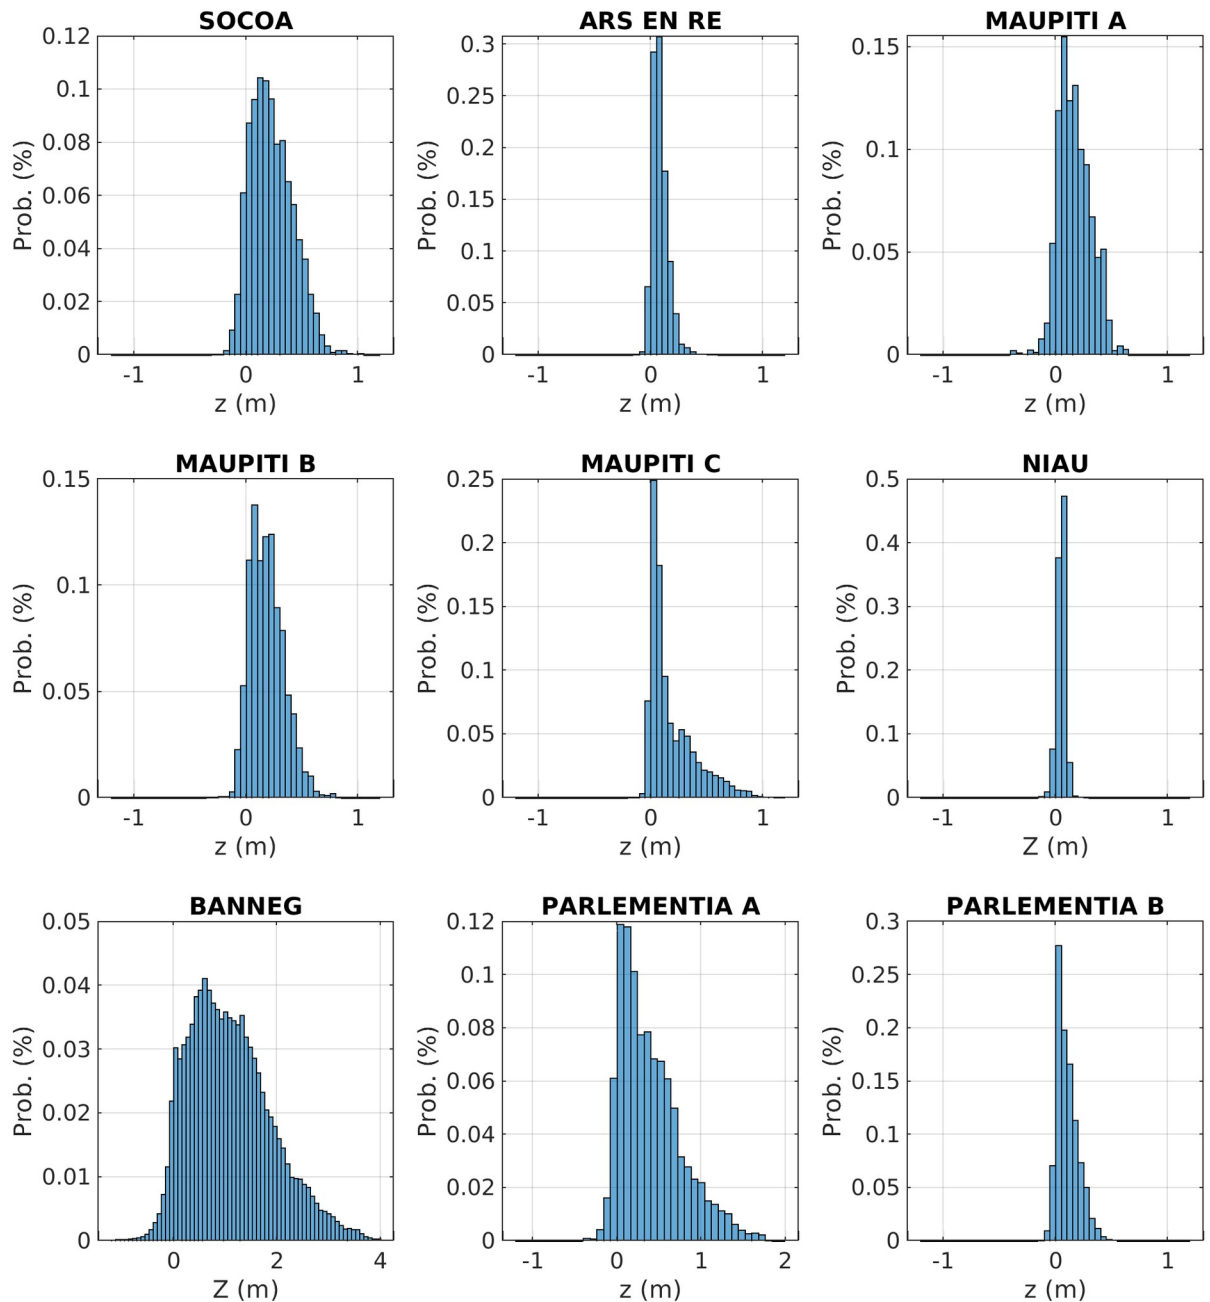 SOCOA
0.12
0.1
0.08
0.06
0.04
0.02
0
Prob. (%)
-1 0 1
z (m)
ARS EN RE
0.3
0.25
0.2
0.15
0.1
0.05
0
Prob. (%)
-1 0 1
z (m)
MAUPITI A
0.15
0.1
0.05
0
Prob. (%)
-1 0 1
z (m)
MAUPITI B
0.15
0.1
0.05
0
Prob. (%)
-1 0 1
z (m)
MAUPITI C
0.25
0.2
0.15
0.1
0.05
0
Prob. (%)
-1 0 1
z (m)
NIAU
0.5
0.4
0.3
0.2
0.1
0
Prob. (%)
-1 0 1
Z (m)
BANNEG
0.05
0.04
0.03
0.02
0.01
0
Prob. (%)
0 2 4
Z (m)
PARLEMENTIA A
0.12
0.1
0.08
0.06
0.04
0.02
0
Prob. (%)
-1 0 1 2
z (m)
PARLEMENTIA B
0.3
0.25
0.2
0.15
0.1
0.05
0
Prob. (%)
-1 0 1
z (m)